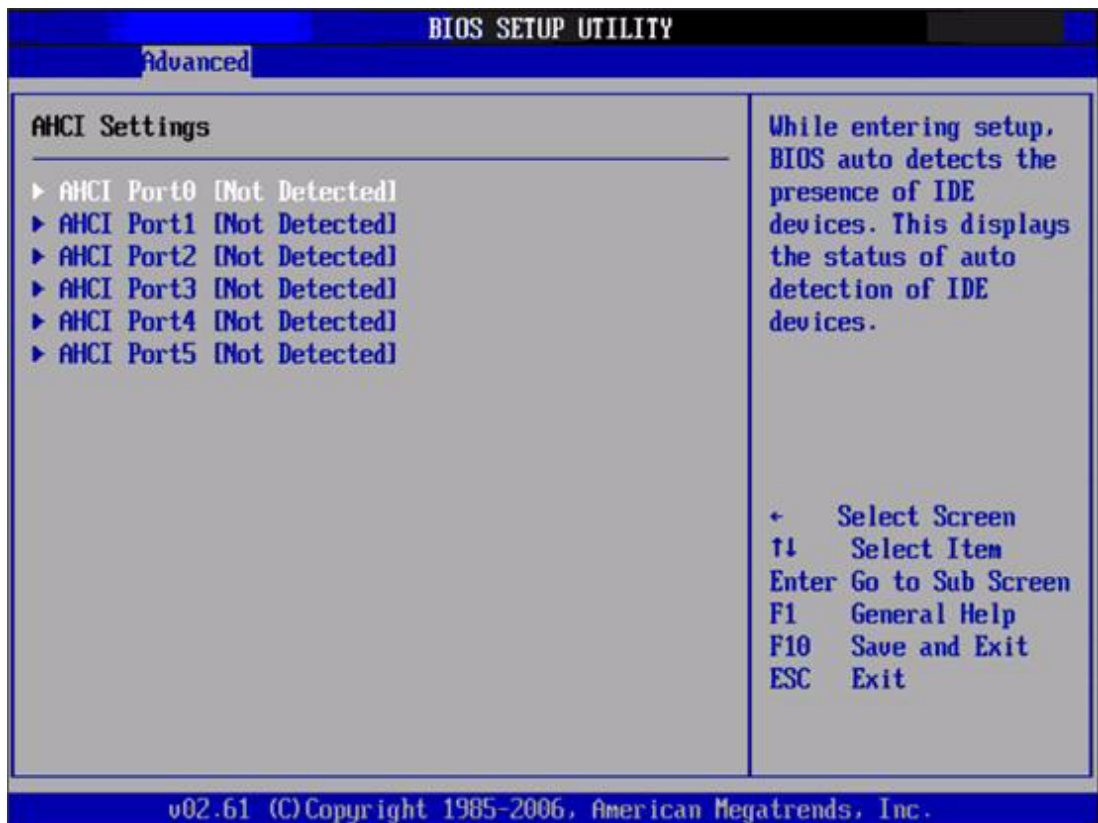 BIOS SETUP UTILITY
Advanced
AHCI Settings
▶ AHCI Port0 [Not Detected]
▶ AHCI Port1 [Not Detected]
▶ AHCI Port2 [Not Detected]
▶ AHCI Port3 [Not Detected]
▶ AHCI Port4 [Not Detected]
▶ AHCI Port5 [Not Detected]
While entering setup,
BIOS auto detects the
presence of IDE
devices. This displays
the status of auto
detection of IDE
devices.
← Select Screen
↑↓ Select Item
Enter Go to Sub Screen
F1 General Help
F10 Save and Exit
ESC Exit
v02.61 (C)Copyright 1985-2006, American Megatrends, Inc.